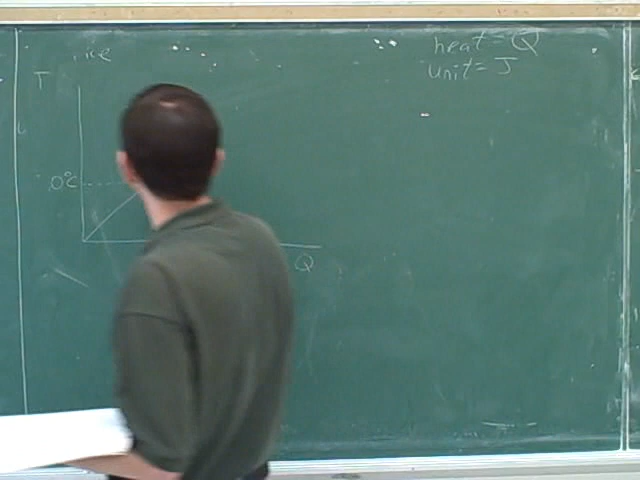 ice
heat = Q
unit = J
T
0°C
Q